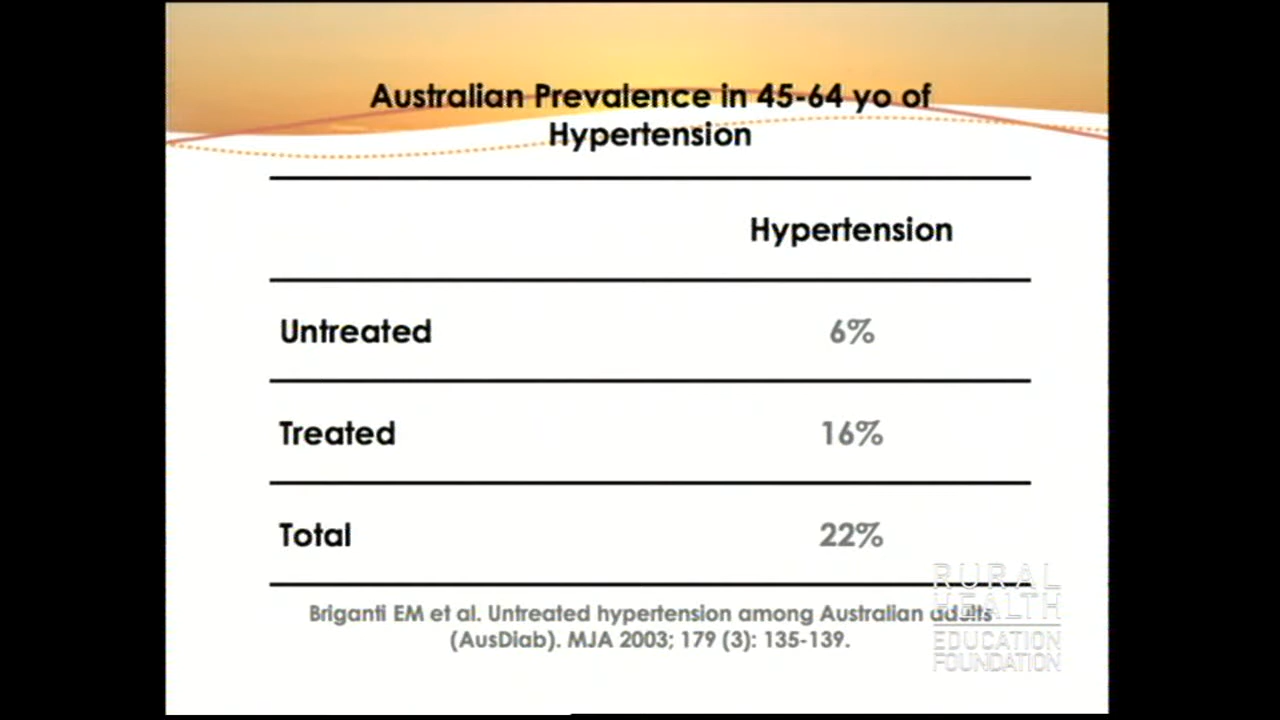 Australian Prevalence in 45-64 yo of
Hypertension
Hypertension
Untreated 6%
Treated 16%
Total 22%
Briganti EM et al. Untreated hypertension among Australian adults
(AusDiab). MJA 2003; 179 (3): 135-139.
RURAL
HEALTH
EDUCATION
FOUNDATION